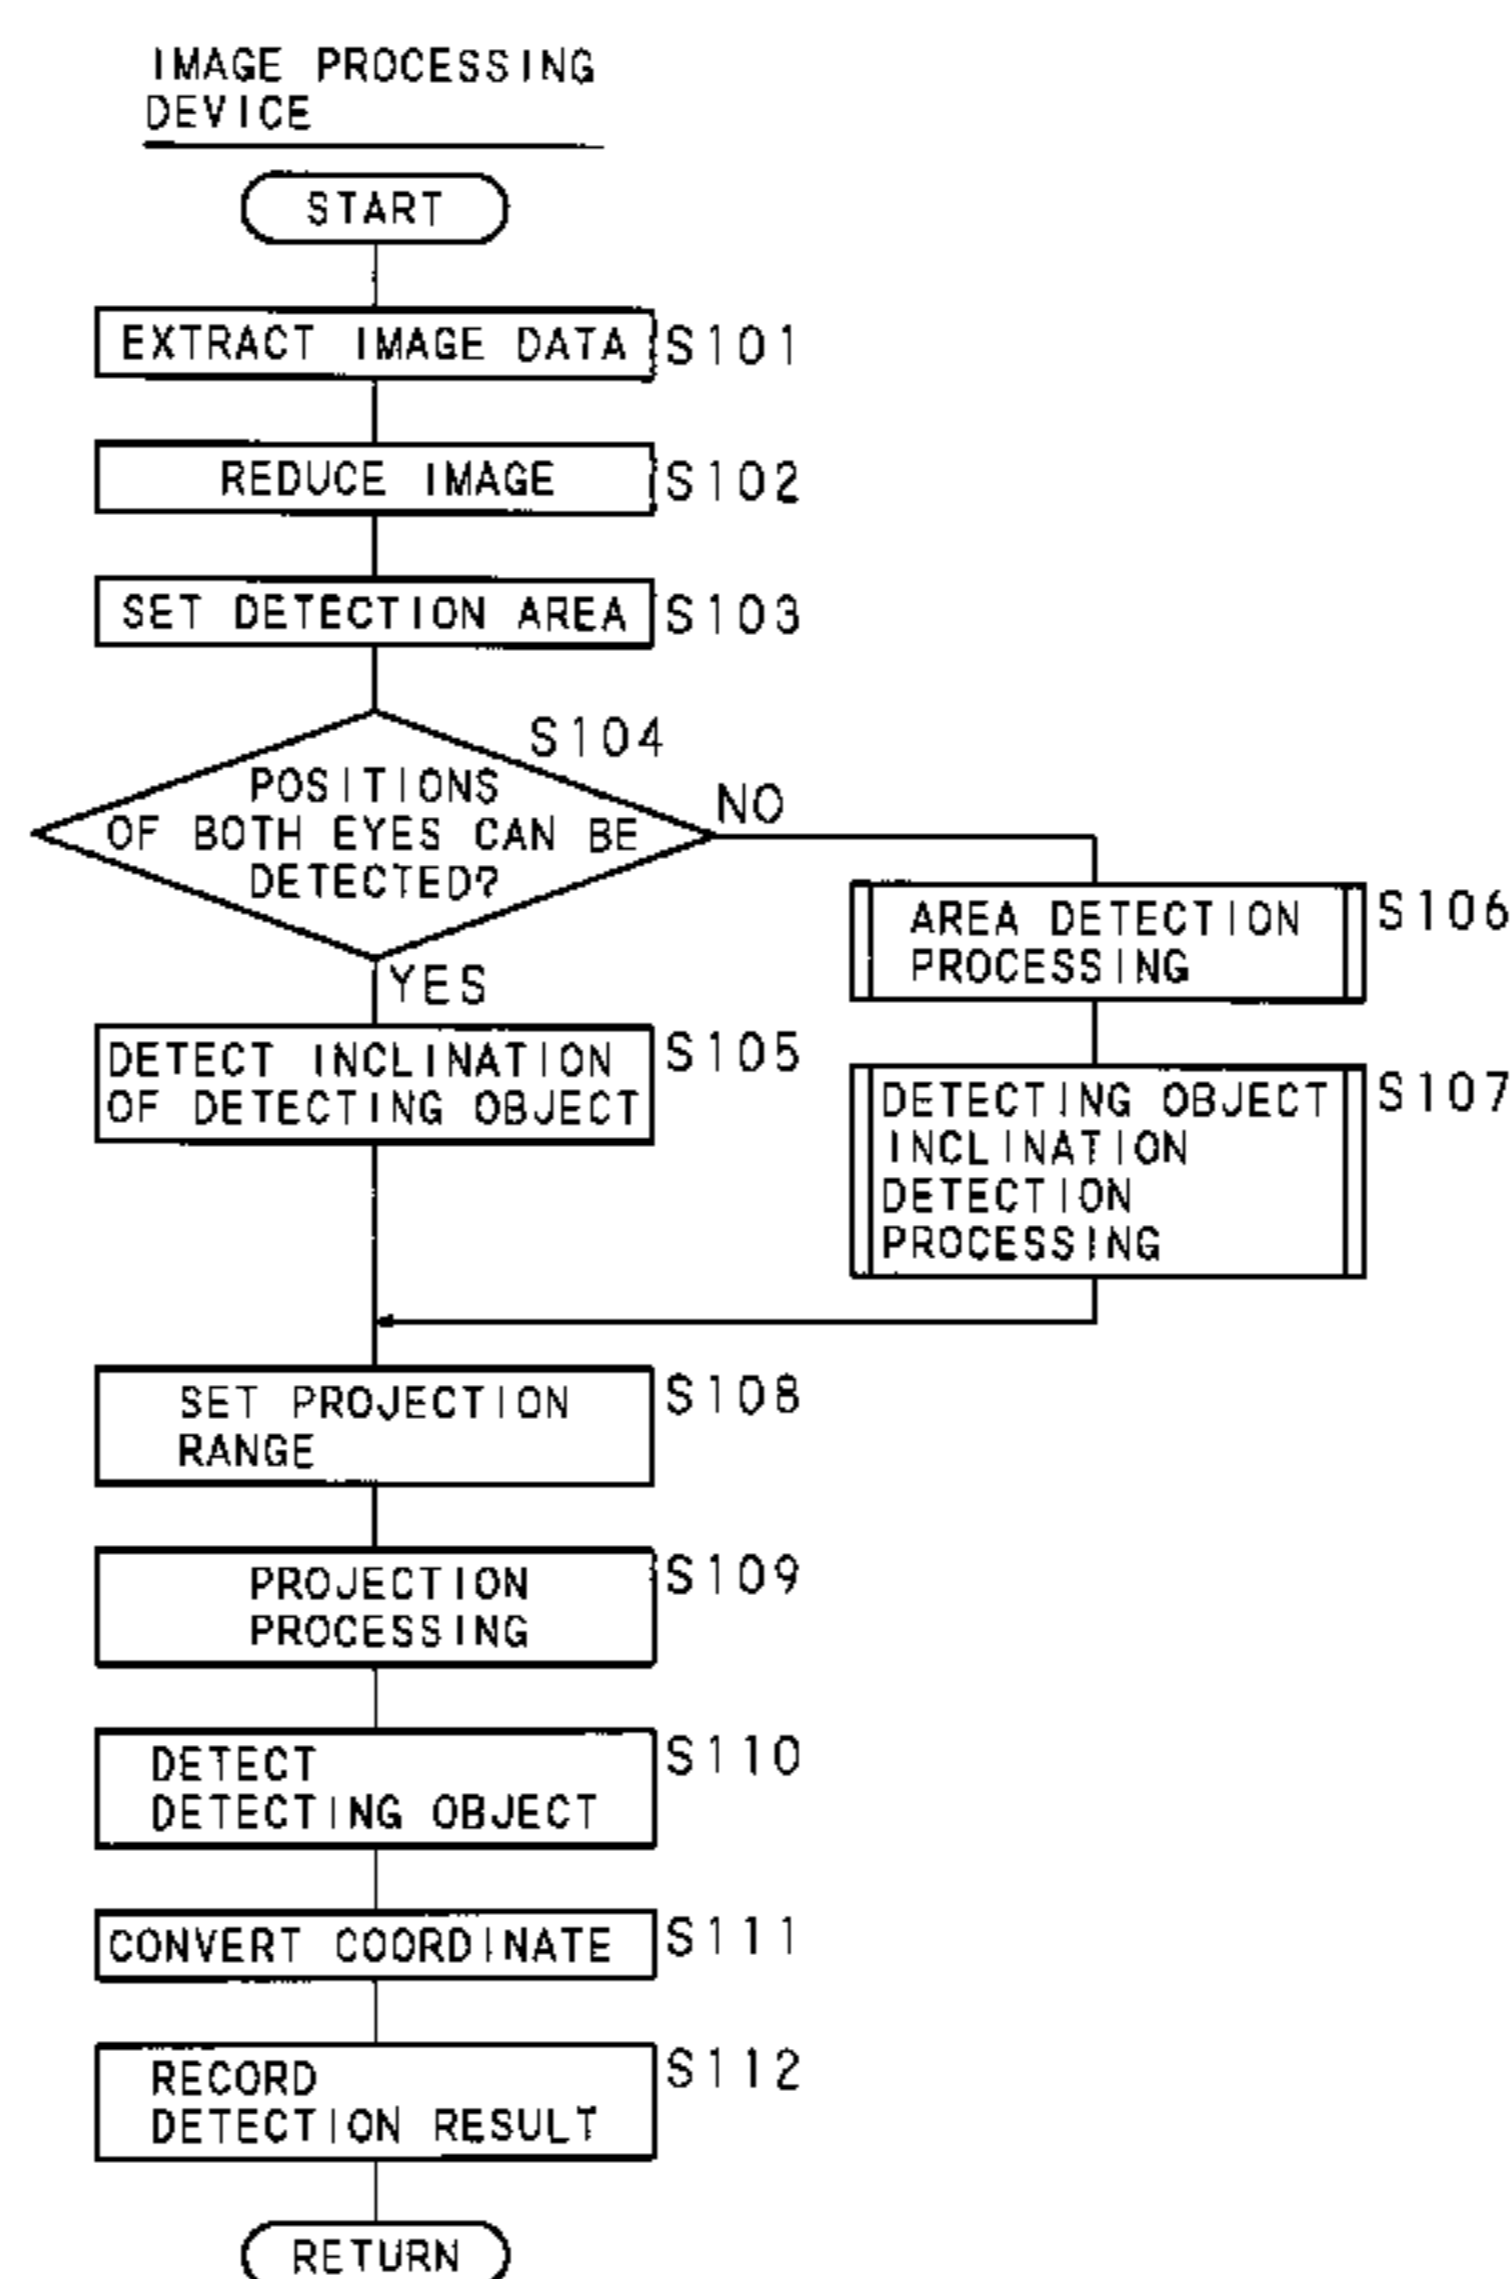 IMAGE PROCESSING
DEVICE
START
EXTRACT IMAGE DATA
S101
REDUCE IMAGE
S102
SET DETECTION AREA
S103
S104
POSITIONS
OF BOTH EYES CAN BE
DETECTED?
NO
YES
AREA DETECTION
PROCESSING
S106
DETECT INCLINATION
OF DETECTING OBJECT
S105
DETECTING OBJECT
INCLINATION
DETECTION
PROCESSING
S107
SET PROJECTION
RANGE
S108
PROJECTION
PROCESSING
S109
DETECT
DETECTING OBJECT
S110
CONVERT COORDINATE
S111
RECORD
DETECTION RESULT
S112
RETURN